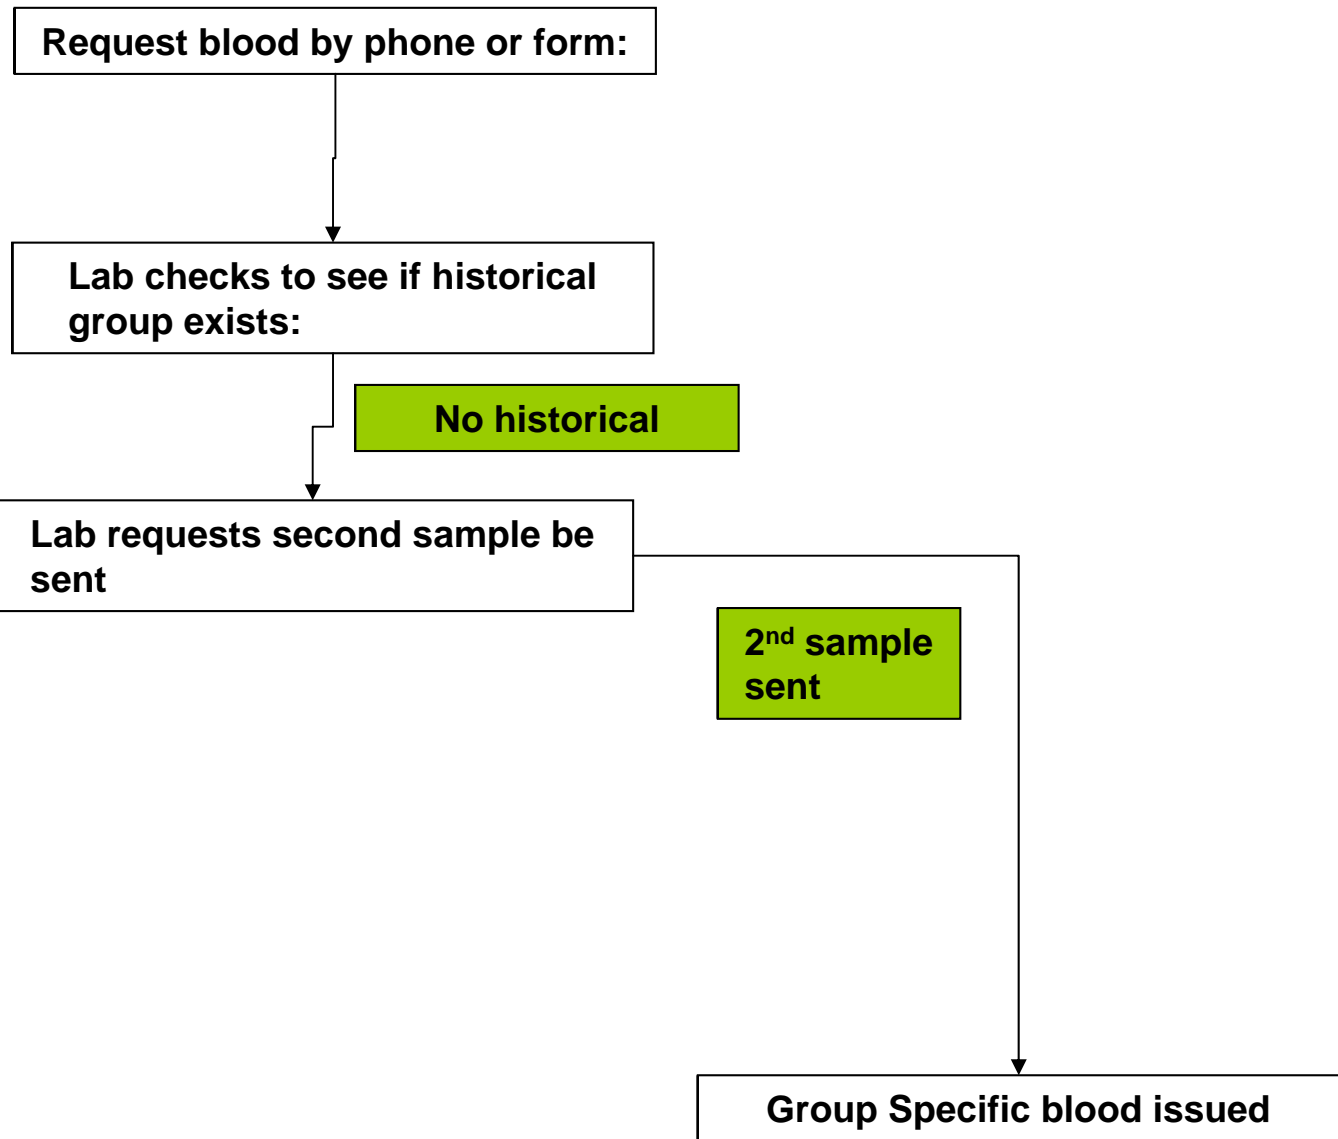 Request blood by phone or form:
Lab checks to see if historical
group exists:
No historical
Lab requests second sample be
sent
2nd sample
sent
Group Specific blood issued